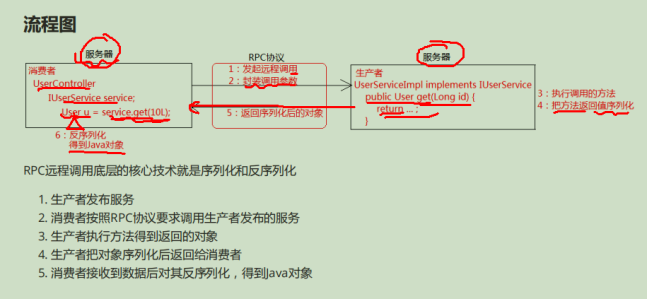 流程图
服务器
RPC协议
服务器
消费者
UserController
IUserService service;
User u = service.get(10L);
6：反序列化
得到Java对象
1：发起远程调用
2：封装调用参数
5：返回序列化后的对象
生产者
UserServiceImpl implements IUserService
public User get(Long id) {
return ... ;
}
3：执行调用的方法
4：把方法返回值序列化
RPC远程调用底层的核心技术就是序列化和反序列化
1. 生产者发布服务
2. 消费者按照RPC协议要求调用生产者发布的服务
3. 生产者执行方法得到返回的对象
4. 生产者把对象序列化后返回给消费者
5. 消费者接收到数据后对其反序列化，得到Java对象